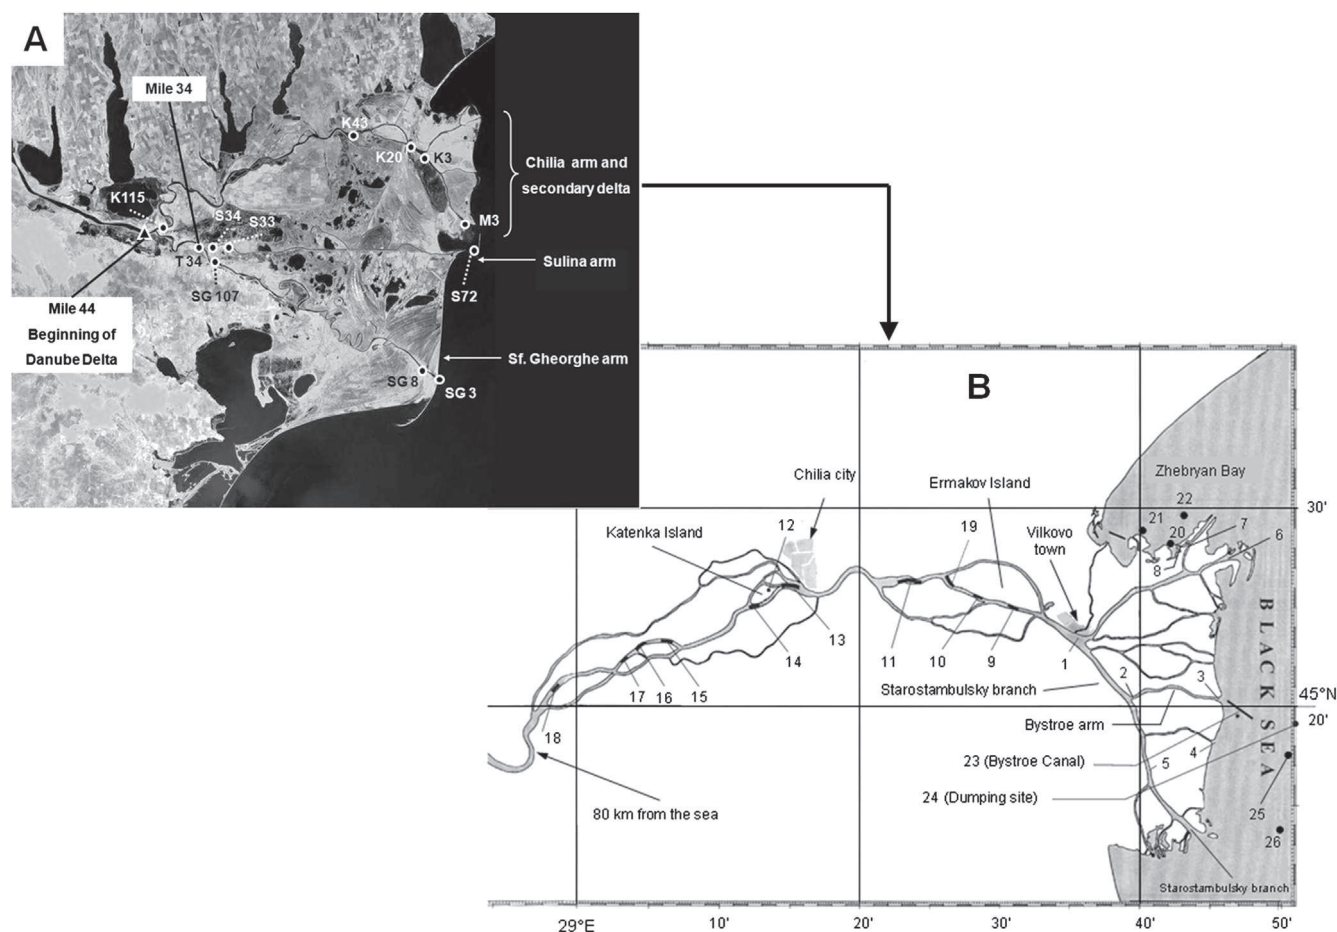 A
Mile 34
K43
K20
K3
Chilia arm and
secondary delta
K115
S34
S33
M3
T 34
Sulina arm
SG 107
S72
Mile 44
Beginning of
Danube Delta
Sf. Gheorghe arm
SG 8
SG 3
B
Chilia city
Zhebryan Bay
Ermakov Island
22
30'
21
7
6
12
19
Katenka Island
Vilkovo
town
20
8
BLACK SEA
13
14
11
10
9
1
15
16
17
2
3
Starostambulsky branch
45°N
20'
18
Bystroe arm
4
5
23 (Bystroe Canal)
24 (Dumping site)
80 km from the sea
25
26
Starostambulsky branch
29°E
10'
20'
30'
40'
50'